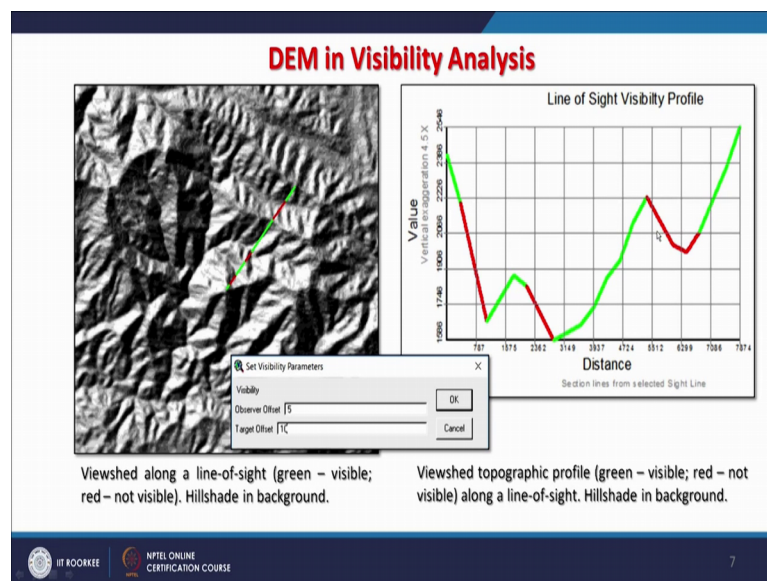 DEM in Visibility Analysis
Line of Sight Visibilty Profile
Value
Vertical exaggeration 4.5 X
2546
2386
2226
2066
1906
1746
1586
787 1575 2362 3149 3937 4724 5512 6299 7086 7874
Distance
Section lines from selected Sight Line
Set Visibility Parameters
Visibility
Observer Offset 5
Target Offset 10
OK
Cancel
Viewshed along a line-of-sight (green – visible;
red – not visible). Hillshade in background.
Viewshed topographic profile (green – visible; red – not
visible) along a line-of-sight. Hillshade in background.
IIT ROORKEE
NPTEL ONLINE
CERTIFICATION COURSE
7